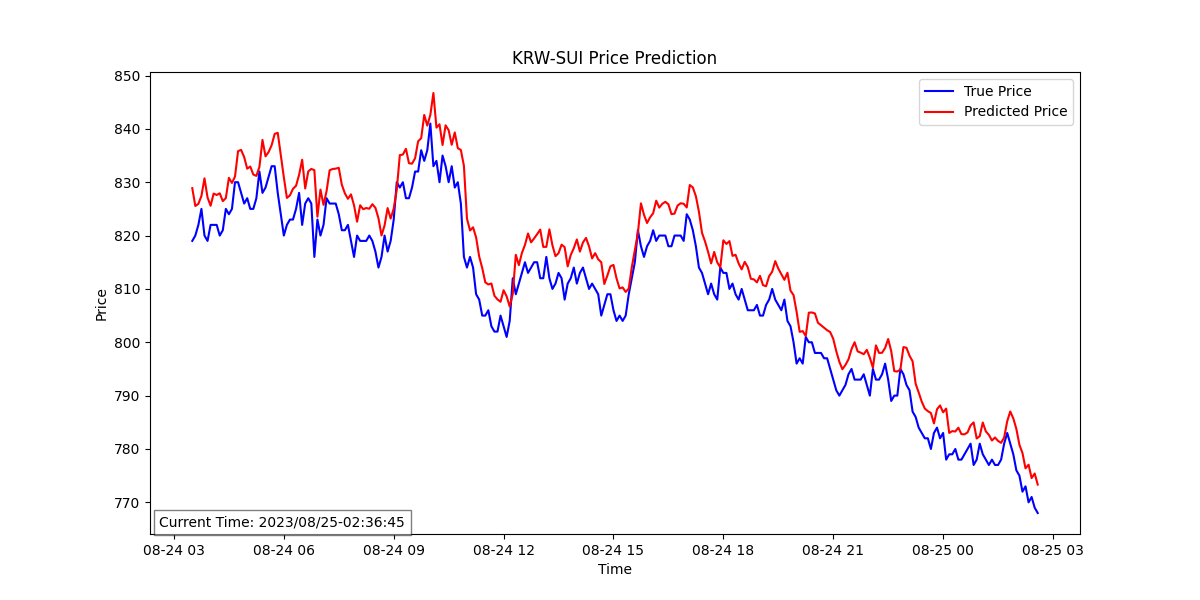 KRW-SUI Price Prediction
True Price
Predicted Price
Price
850
840
830
820
810
800
790
780
770
Current Time: 2023/08/25-02:36:45
08-24 03 08-24 06 08-24 09 08-24 12 08-24 15 08-24 18 08-24 21 08-25 00 08-25 03
Time